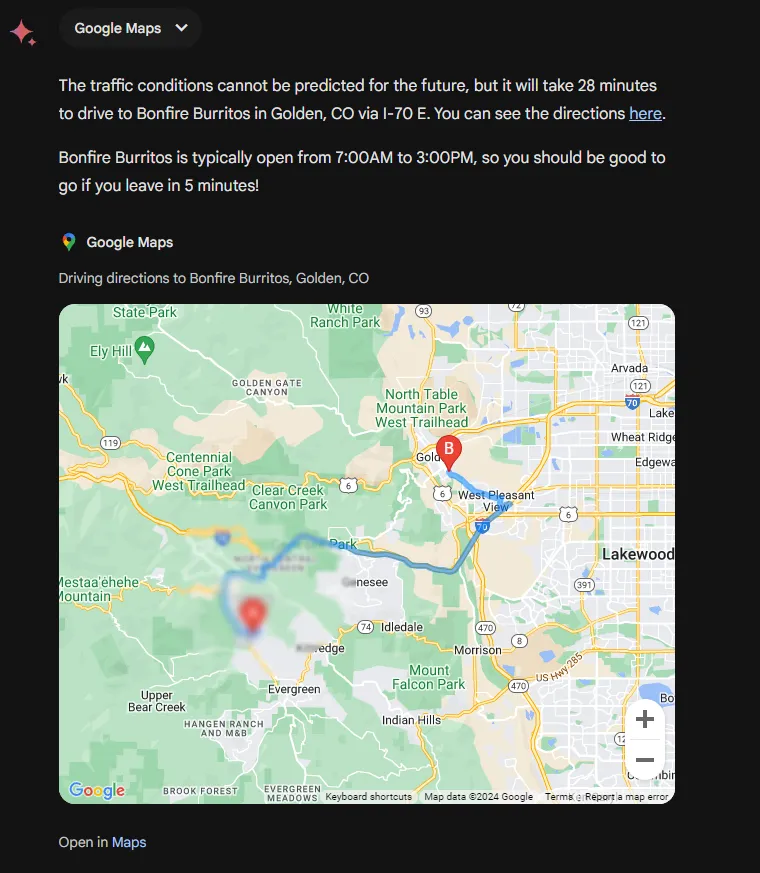 Google Maps
The traffic conditions cannot be predicted for the future, but it will take 28 minutes
to drive to Bonfire Burritos in Golden, CO via I-70 E. You can see the directions here.
Bonfire Burritos is typically open from 7:00AM to 3:00PM, so you should be good to
go if you leave in 5 minutes!
Google Maps
Driving directions to Bonfire Burritos, Golden, CO
State Park
White
Ranch Park
93
72
121
Ely Hill
Arvada
GOLDEN GATE
CANYON
121
North Table
Mountain Park
West Trailhead
70
Lake
Wheat Ridge
119
B
Gold
Edgewa
Centennial
Cone Park
West Trailhead
6
Clear Creek
Canyon Park
6
West Pleasant
View
6
70
Park
Lakewood
Mestaa'ėhehe
Mountain
Genesee
391
74
Idledale
470
8
Morrison
Mount
Falcon Park
US Hwy 285
470
Evergreen
Upper
Bear Creek
Indian Hills
HANGEN RANCH
AND M&B
Google
BROOK FOREST
EVERGREEN
MEADOWS
Keyboard shortcuts
Map data ©2024 Google
Terms
Report a map error
Open in Maps